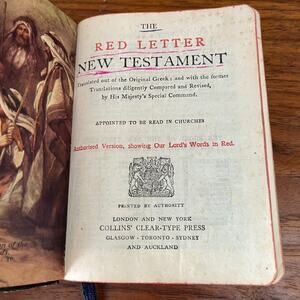 THE
RED LETTER
NEW TESTAMENT
Translated out of the Original Greek: and with the former
Translations diligently Compared and Revised,
by His Majesty's Special Command.
APPOINTED TO BE READ IN CHURCHES
Authorized Version, showing Our Lord's Words in Red.
PRINTED BY AUTHORITY
LONDON AND NEW YORK
COLLINS' CLEAR-TYPE PRESS
GLASGOW - TORONTO - SYDNEY
AND AUCKLAND
of the